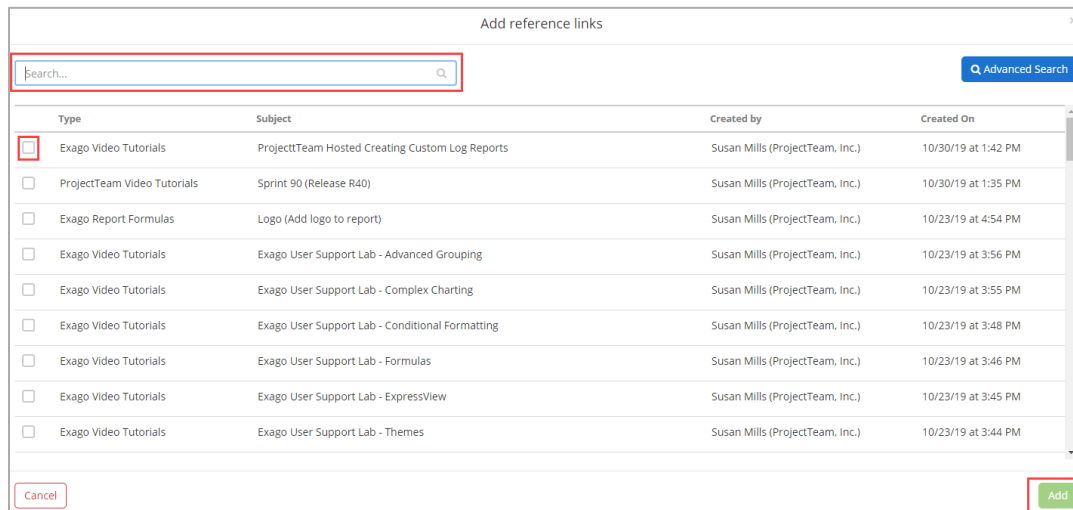 Add reference links
Search...
Advanced Search
Type Subject Created by Created On
Exago Video Tutorials ProjecttTeam Hosted Creating Custom Log Reports Susan Mills (ProjectTeam, Inc.) 10/30/19 at 1:42 PM
ProjectTeam Video Tutorials Sprint 90 (Release R40) Susan Mills (ProjectTeam, Inc.) 10/30/19 at 1:35 PM
Exago Report Formulas Logo (Add logo to report) Susan Mills (ProjectTeam, Inc.) 10/23/19 at 4:54 PM
Exago Video Tutorials Exago User Support Lab - Advanced Grouping Susan Mills (ProjectTeam, Inc.) 10/23/19 at 3:56 PM
Exago Video Tutorials Exago User Support Lab - Complex Charting Susan Mills (ProjectTeam, Inc.) 10/23/19 at 3:55 PM
Exago Video Tutorials Exago User Support Lab - Conditional Formatting Susan Mills (ProjectTeam, Inc.) 10/23/19 at 3:48 PM
Exago Video Tutorials Exago User Support Lab - Formulas Susan Mills (ProjectTeam, Inc.) 10/23/19 at 3:46 PM
Exago Video Tutorials Exago User Support Lab - ExpressView Susan Mills (ProjectTeam, Inc.) 10/23/19 at 3:45 PM
Exago Video Tutorials Exago User Support Lab - Themes Susan Mills (ProjectTeam, Inc.) 10/23/19 at 3:44 PM
Cancel Add